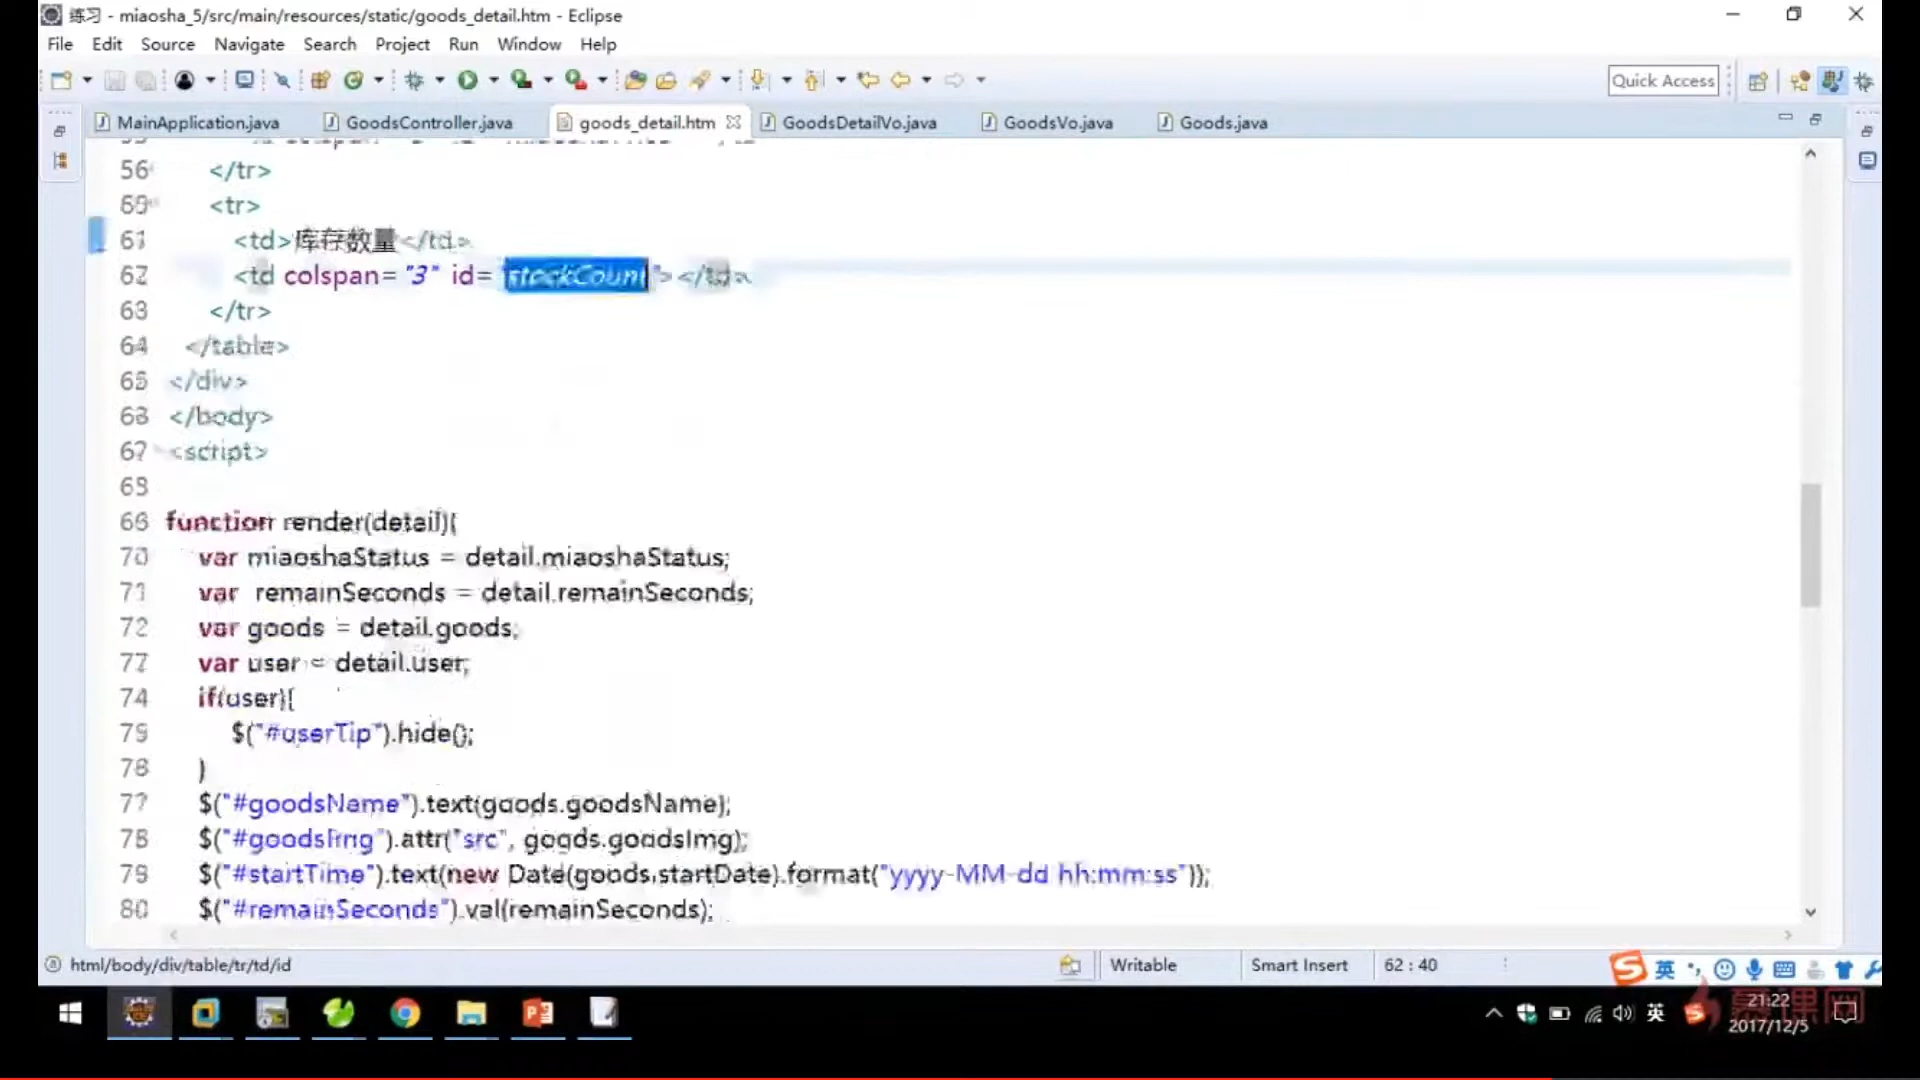 练习 - miaosha_5/src/main/resources/static/goods_detail.htm - Eclipse
File Edit Source Navigate Search Project Run Window Help
Quick Access
MainApplication.java GoodsController.java goods_detail.htm GoodsDetailVo.java GoodsVo.java Goods.java
56 </tr>
60 <tr>
61 <td>库存数量</td>
62 <td colspan="3" id="stockCount"></td>
63 </tr>
64 </table>
65 </div>
66 </body>
67 <script>
function render(detail){
70 var miaoshaStatus = detail.miaoshaStatus;
71 var remainSeconds = detail.remainSeconds;
72 var goods = detail.goods;
var user = detail.user;
74 if(user){
$("#userTip").hide();
76 }
77 $("#goodsName").text(goods.goodsName);
78 $("#goodsImg").attr("src", goods.goodsImg);
79 $("#startTime").text(new Date(goods.startDate).format("yyyy-MM-dd hh:mm:ss"));
80 $("#remainSeconds").val(remainSeconds);
html/body/div/table/tr/td/id Writable Smart Insert 62 : 40
英
英
21:22
2017/12/5
慕课网